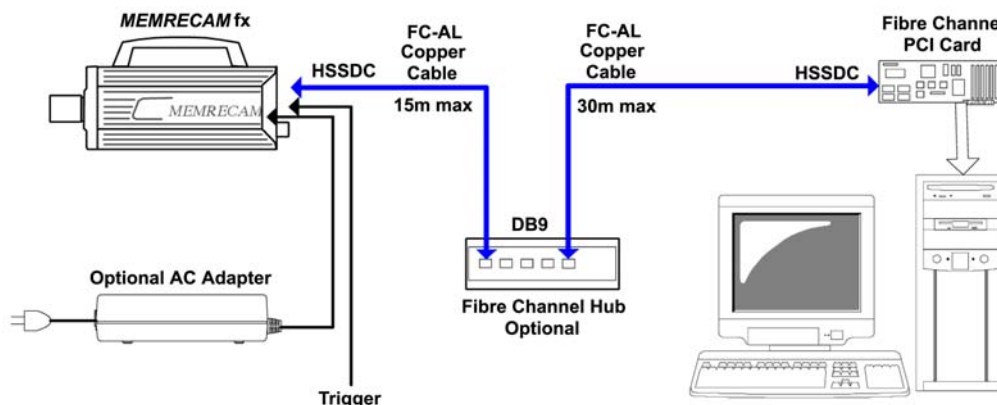 MEMRECAM fx
MEMRECAM
HSSDC
FC-AL
Copper
Cable
15m max
FC-AL
Copper
Cable
30m max
HSSDC
Fibre Channel
PCI Card
DB9
Fibre Channel Hub
Optional
Optional AC Adapter
Trigger